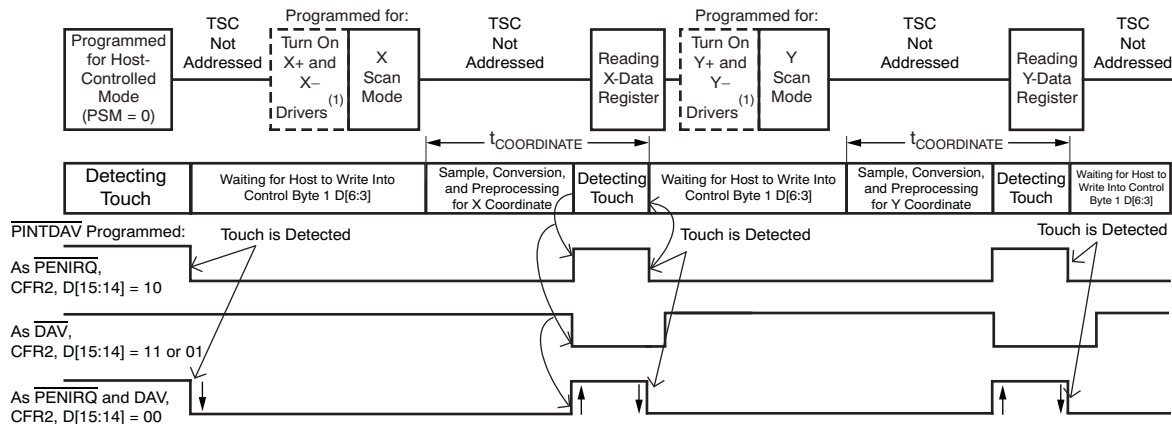 Programmed
for Host-
Controlled
Mode
(PSM = 0)
TSC
Not
Addressed
Programmed for:
Turn On
X+ and
X−
Drivers(1)
X
Scan
Mode
TSC
Not
Addressed
Reading
X-Data
Register
Programmed for:
Turn On
Y+ and
Y−
Drivers(1)
Y
Scan
Mode
TSC
Not
Addressed
Reading
Y-Data
Register
TSC
Not
Addressed
tCOORDINATE
tCOORDINATE
Detecting
Touch
Waiting for Host to Write Into
Control Byte 1 D[6:3]
Sample, Conversion,
and Preprocessing
for X Coordinate
Detecting
Touch
Waiting for Host to Write Into
Control Byte 1 D[6:3]
Sample, Conversion,
and Preprocessing
for Y Coordinate
Detecting
Touch
Waiting for Host to
Write Into Control
Byte 1 D[6:3]
PINTDAV Programmed:
Touch is Detected
Touch is Detected
Touch is Detected
As PENIRQ,
CFR2, D[15:14] = 10
As DAV,
CFR2, D[15:14] = 11 or 01
As PENIRQ and DAV,
CFR2, D[15:14] = 00